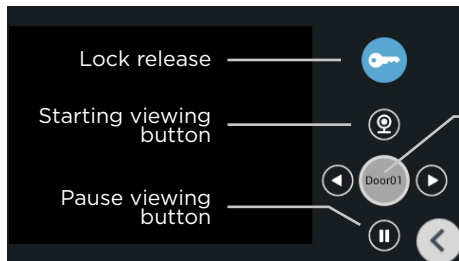 Lock release
Starting viewing
button
Door01
Pause viewing
button